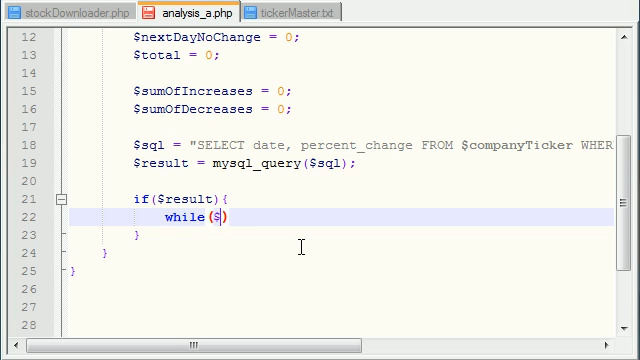 stockDownloader.php analysis_a.php tickerMaster.txt
12 $nextDayNoChange = 0;
13 $total = 0;
14
15 $sumOfIncreases = 0;
16 $sumOfDecreases = 0;
17
18 $sql = "SELECT date, percent_change FROM $companyTicker WHER
19 $result = mysql_query($sql);
20
21 if($result){
22 while($)
23 }
24 }
25 }
26
27
28